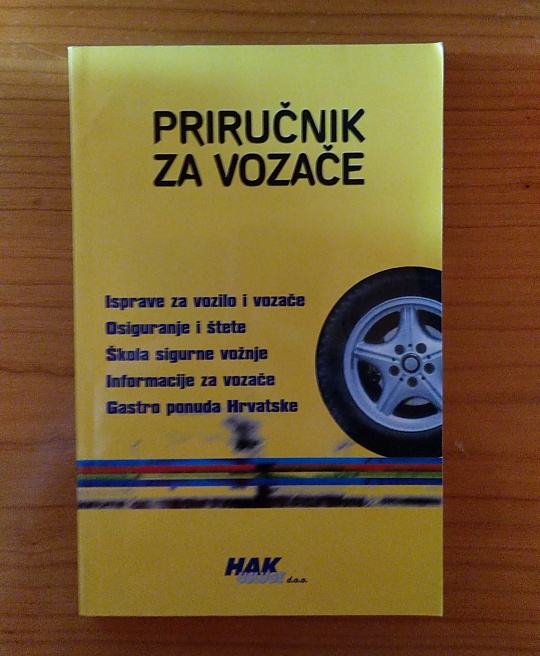 PRIRUČNIK
ZA VOZAČE
Isprave za vozilo i vozače
Osiguranje i štete
Škola sigurne vožnje
Informacije za vozače
Gastro ponuda Hrvatske
HAK
d.o.o.